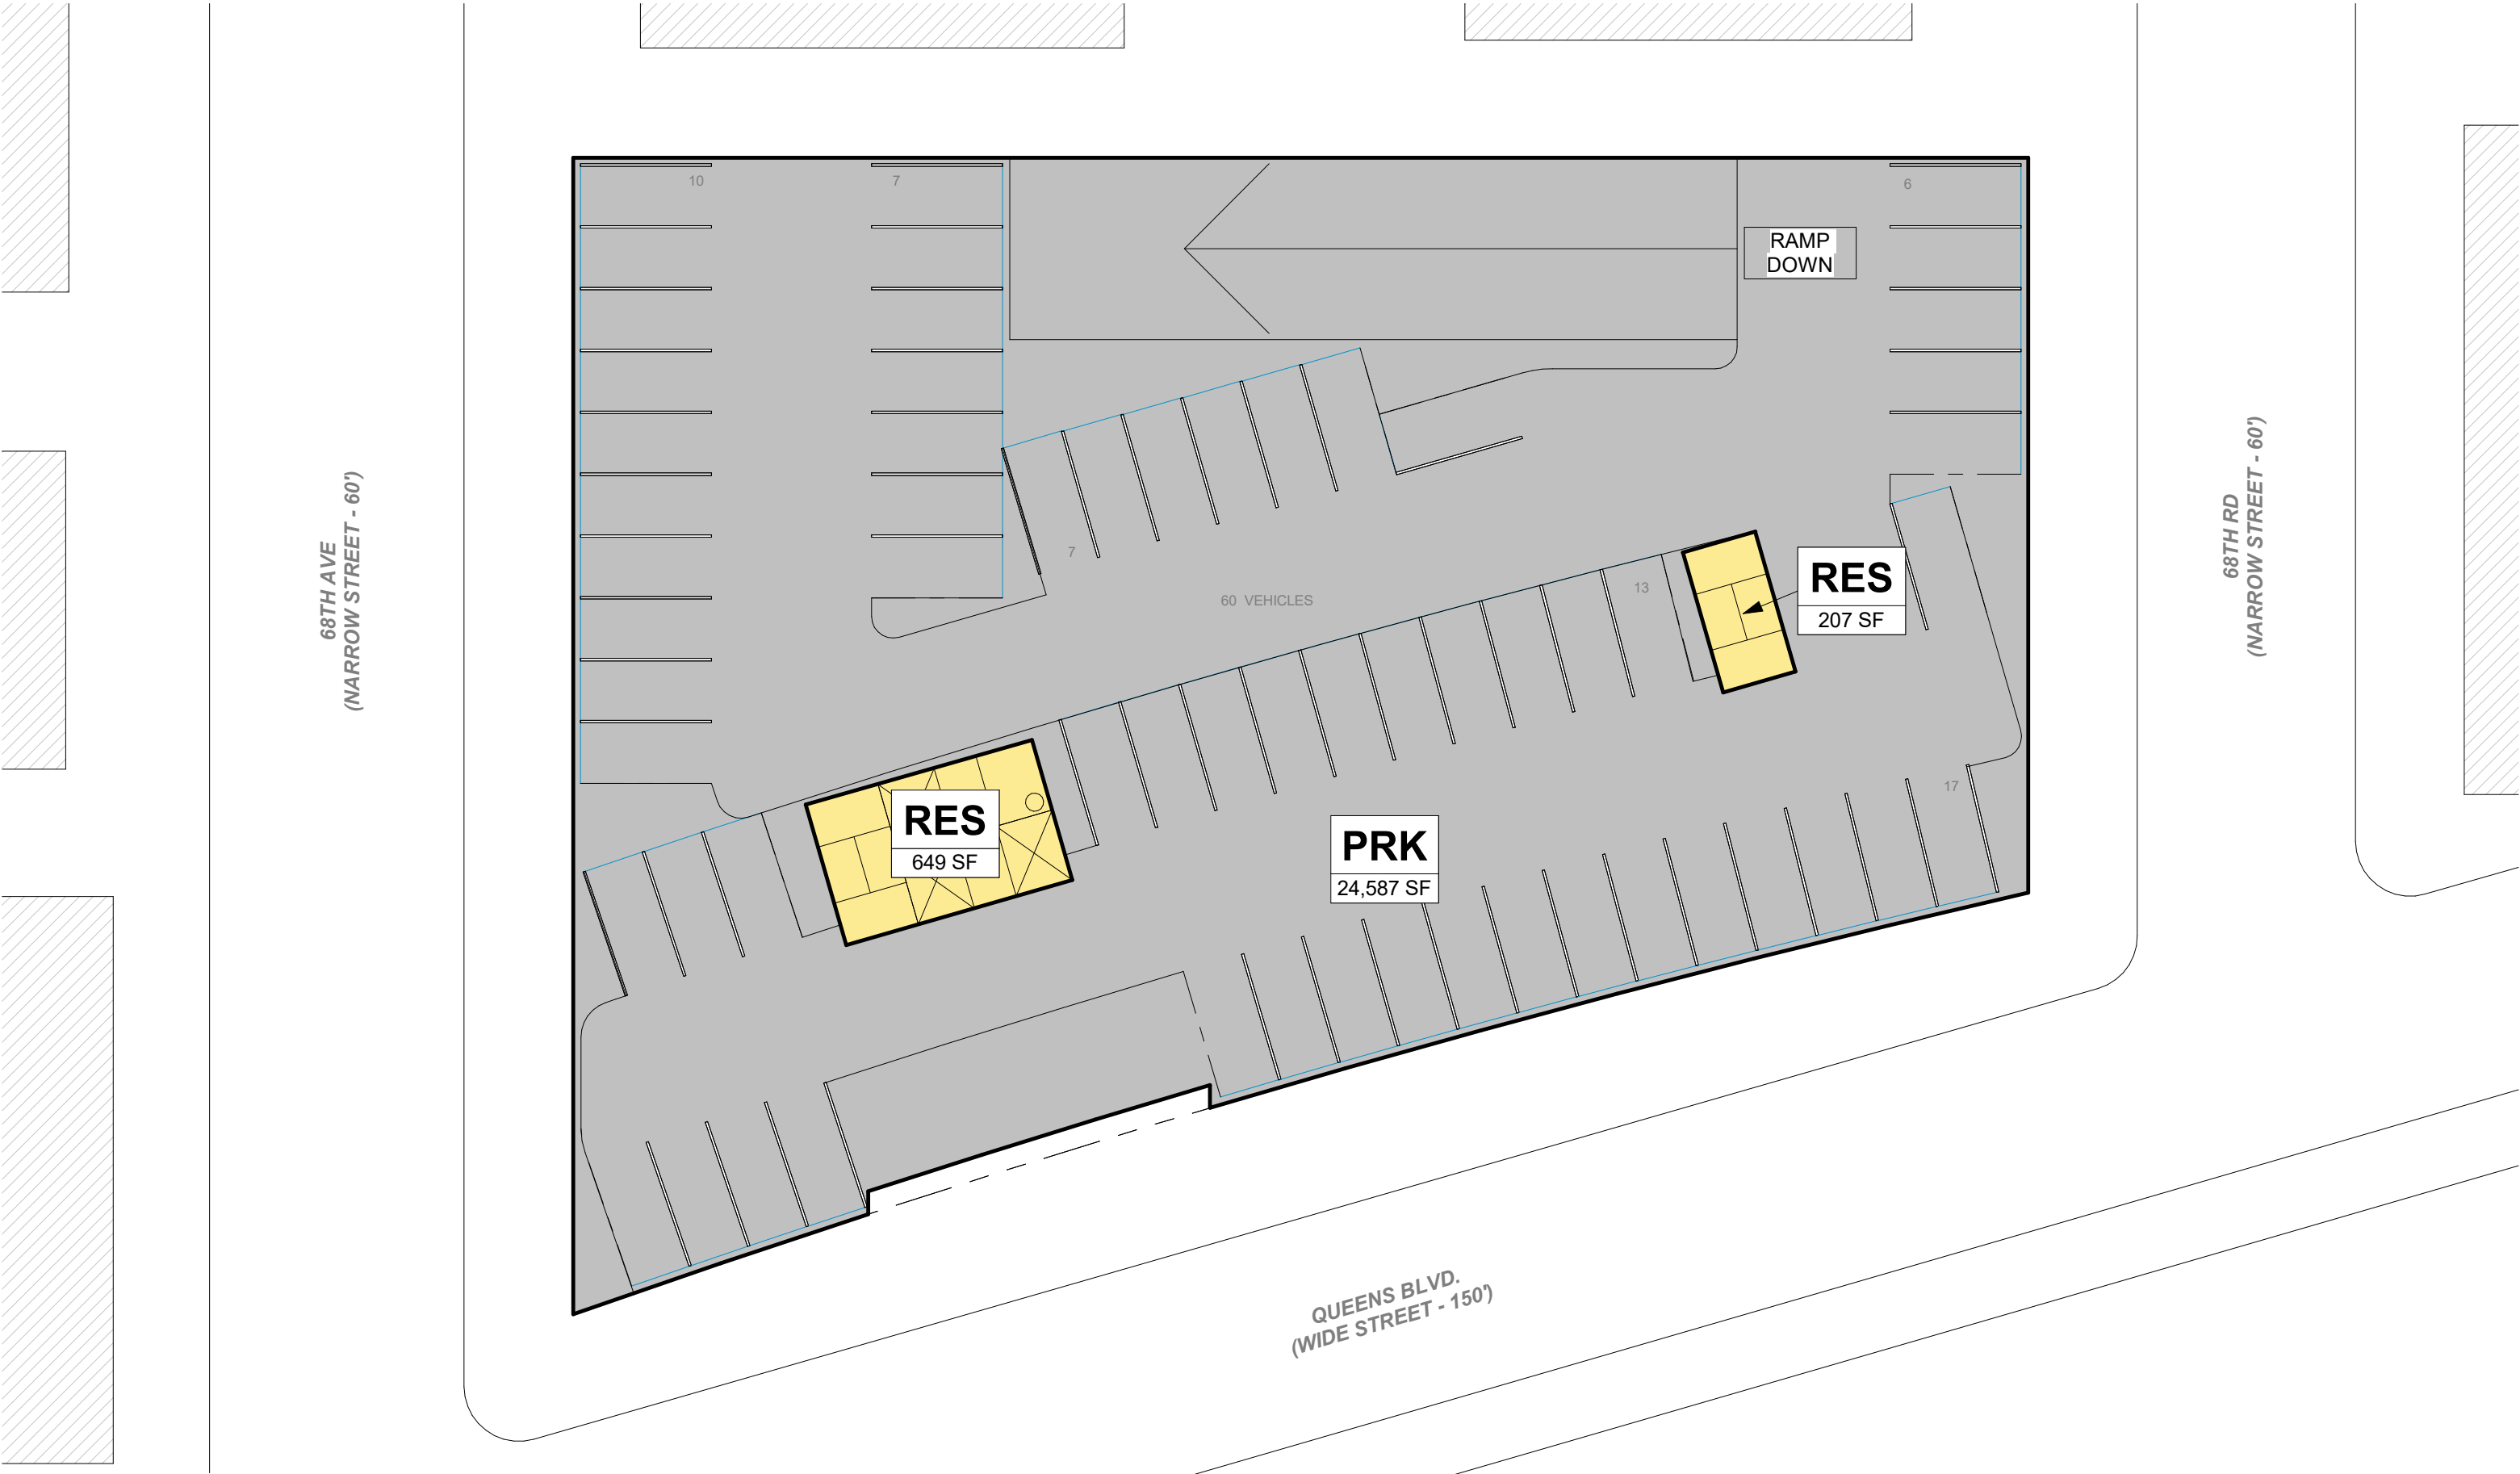 10
7
6
RAMP
DOWN
68TH AVE
(NARROW STREET - 60')
68TH RD
(NARROW STREET - 60')
7
60 VEHICLES
13
RES
207 SF
RES
649 SF
PRK
24,587 SF
17
QUEENS BLVD.
(WIDE STREET - 150')